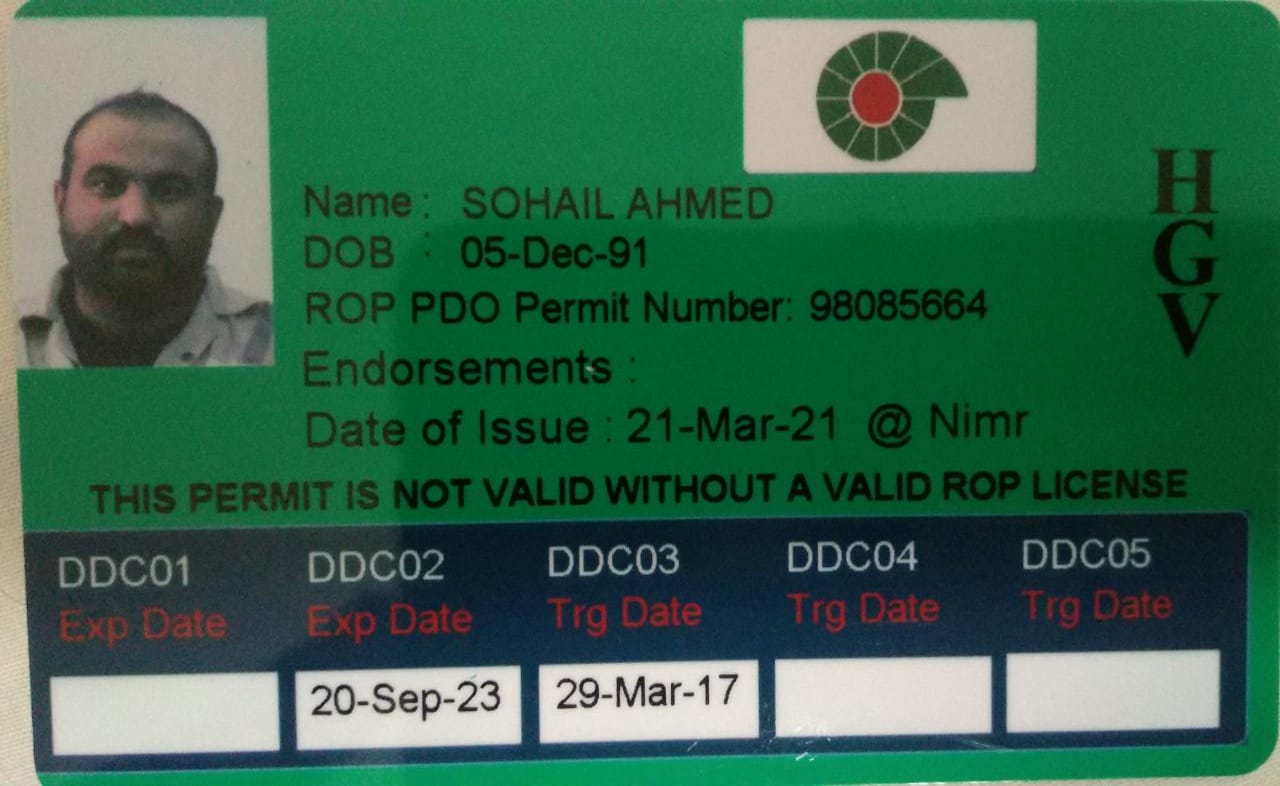 Name : SOHAIL AHMED
DOB : 05-Dec-91
ROP PDO Permit Number: 98085664
Endorsements :
Date of Issue : 21-Mar-21 @ Nimr
HGV
THIS PERMIT IS NOT VALID WITHOUT A VALID ROP LICENSE
DDC01 DDC02 DDC03 DDC04 DDC05
Exp Date Exp Date Trg Date Trg Date Trg Date
20-Sep-23 29-Mar-17